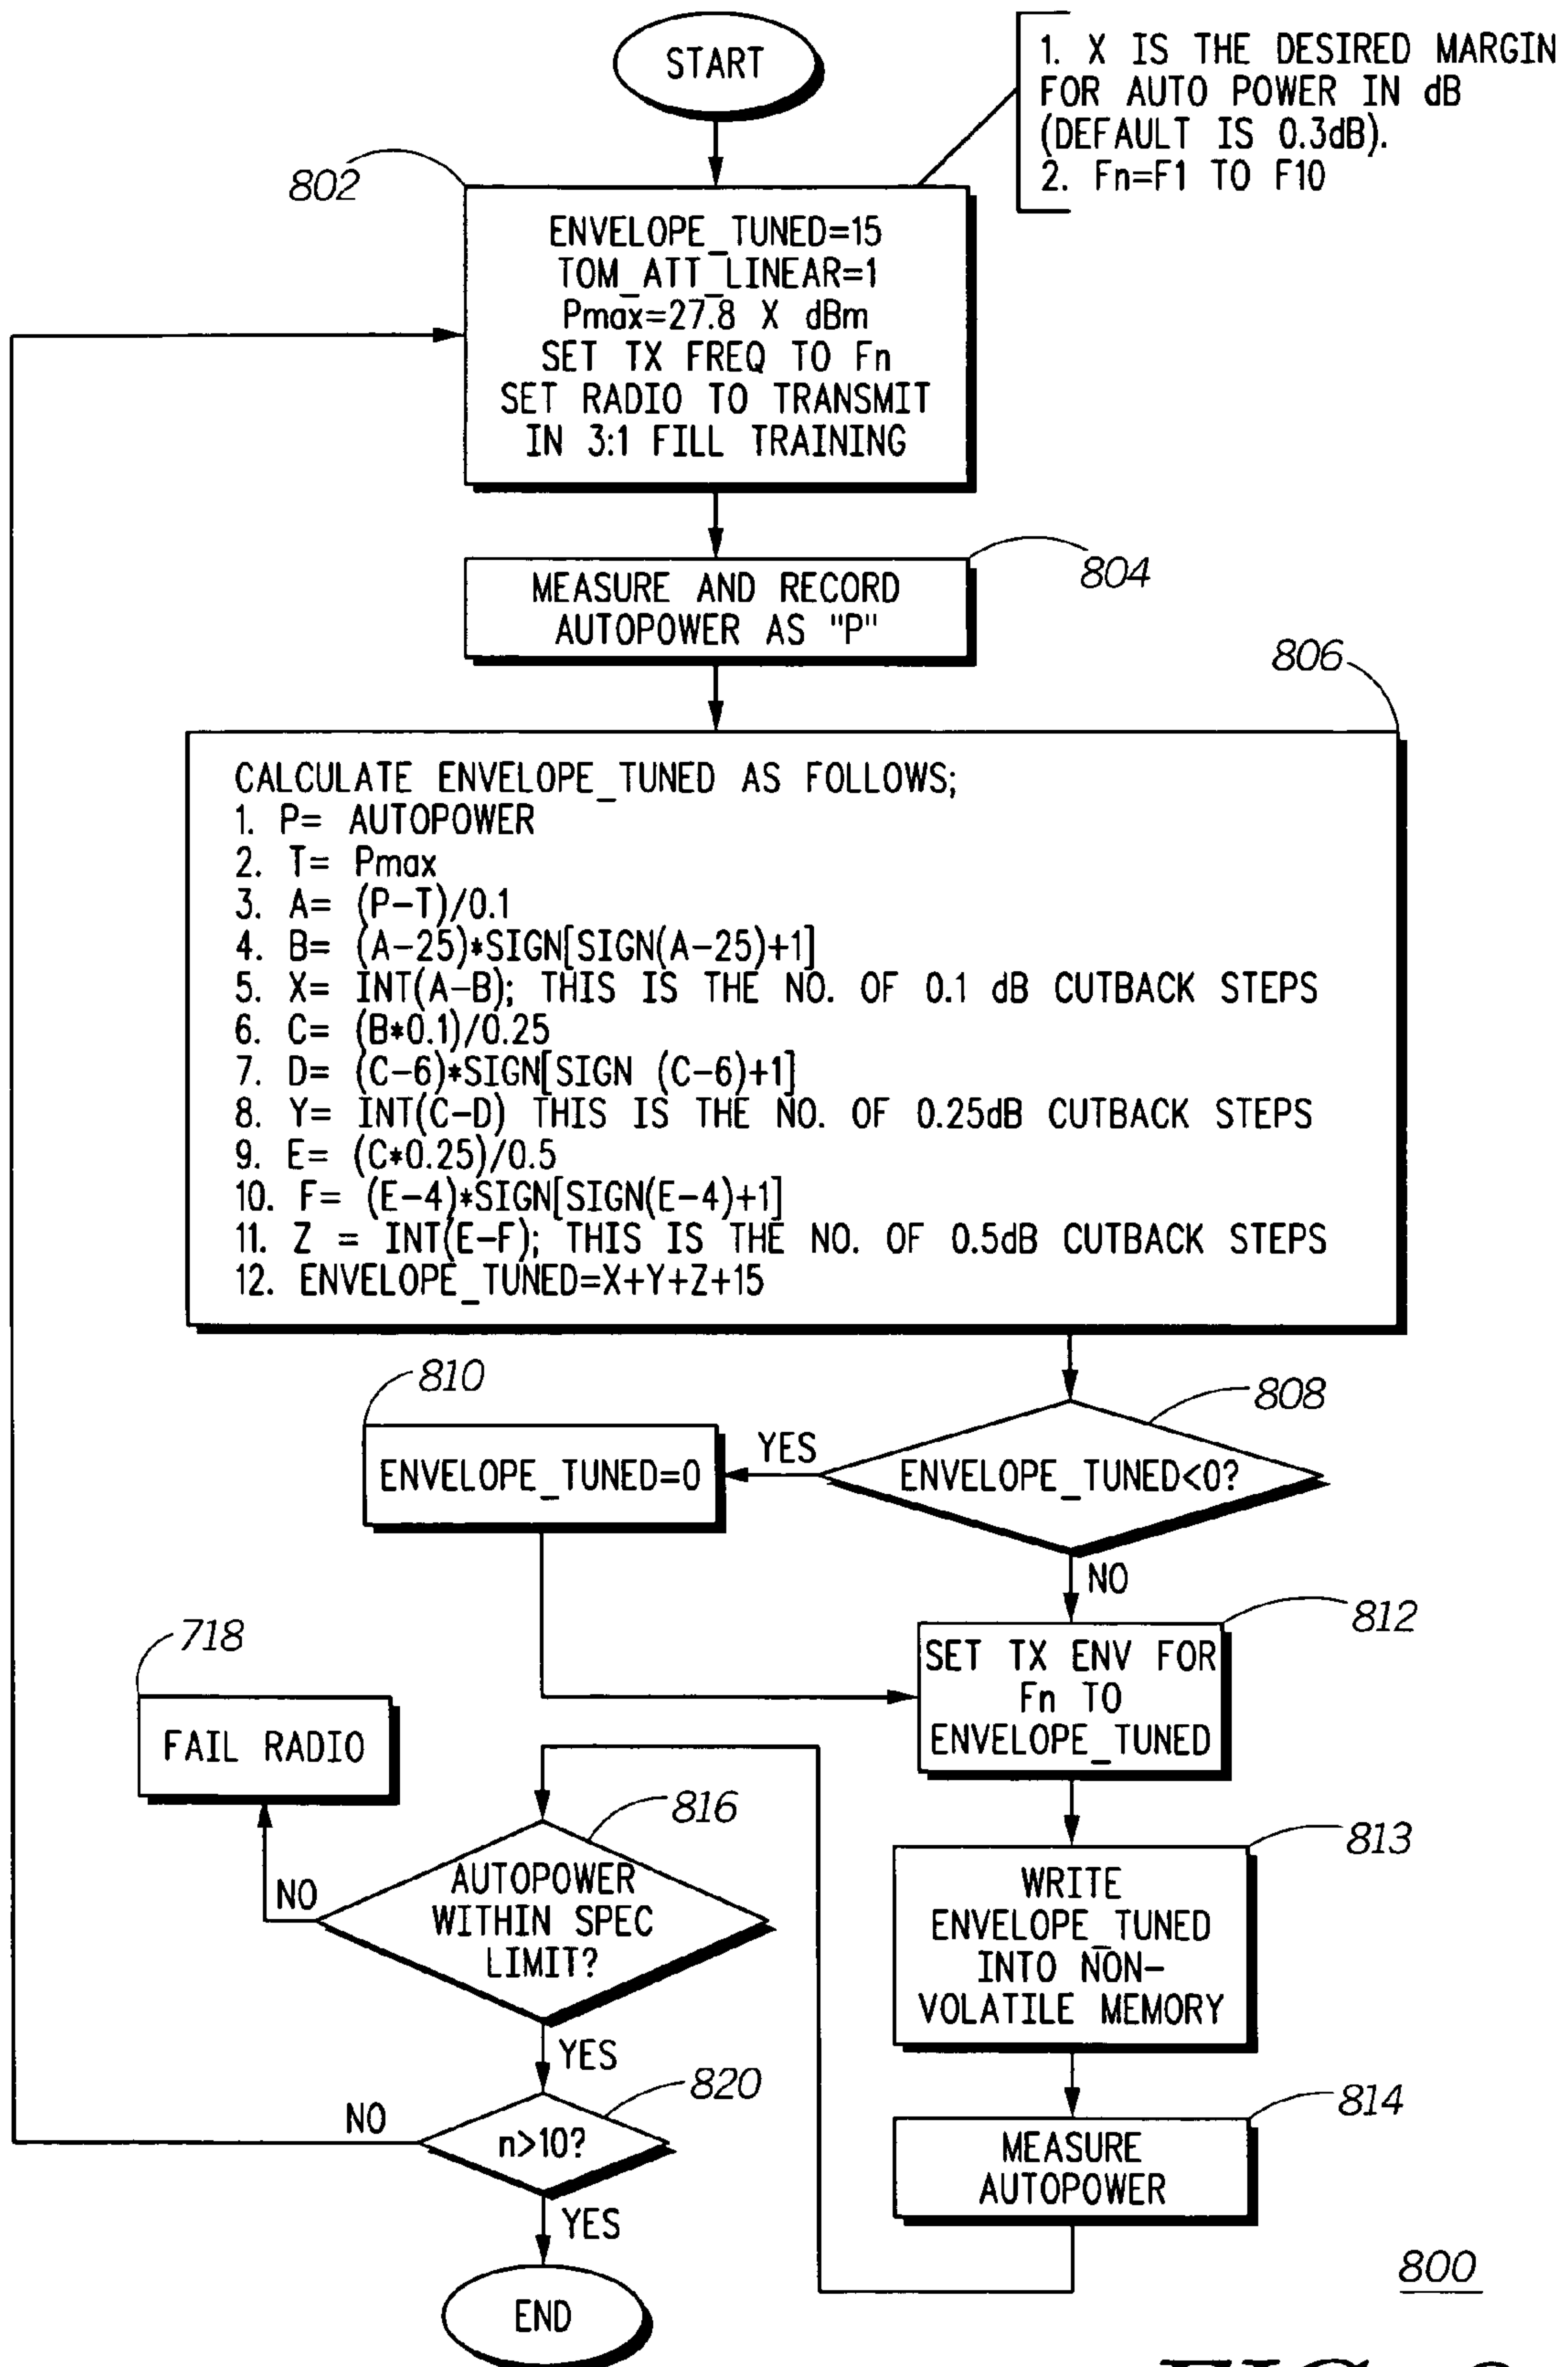 START
1. X IS THE DESIRED MARGIN
FOR AUTO POWER IN dB
(DEFAULT IS 0.3dB).
2. Fn=F1 TO F10
802
ENVELOPE_TUNED=15
TOM_ATT_LINEAR=1
Pmax=27.8 X dBm
SET TX FREQ TO Fn
SET RADIO TO TRANSMIT
IN 3:1 FILL TRAINING
804
MEASURE AND RECORD
AUTOPOWER AS "P"
806
CALCULATE ENVELOPE_TUNED AS FOLLOWS;
1. P= AUTOPOWER
2. T= Pmax
3. A= (P-T)/0.1
4. B= (A-25)*SIGN[SIGN(A-25)+1]
5. X= INT(A-B); THIS IS THE NO. OF 0.1 dB CUTBACK STEPS
6. C= (B*0.1)/0.25
7. D= (C-6)*SIGN[SIGN (C-6)+1]
8. Y= INT(C-D) THIS IS THE NO. OF 0.25dB CUTBACK STEPS
9. E= (C*0.25)/0.5
10. F= (E-4)*SIGN[SIGN(E-4)+1]
11. Z = INT(E-F); THIS IS THE NO. OF 0.5dB CUTBACK STEPS
12. ENVELOPE_TUNED=X+Y+Z+15
810
808
ENVELOPE_TUNED=0
YES
ENVELOPE_TUNED<0?
NO
812
SET TX ENV FOR
Fn TO
ENVELOPE_TUNED
718
FAIL RADIO
816
AUTOPOWER
WITHIN SPEC
LIMIT?
NO
813
WRITE
ENVELOPE_TUNED
INTO NON-
VOLATILE MEMORY
YES
820
NO
n>10?
814
MEASURE
AUTOPOWER
YES
END
800